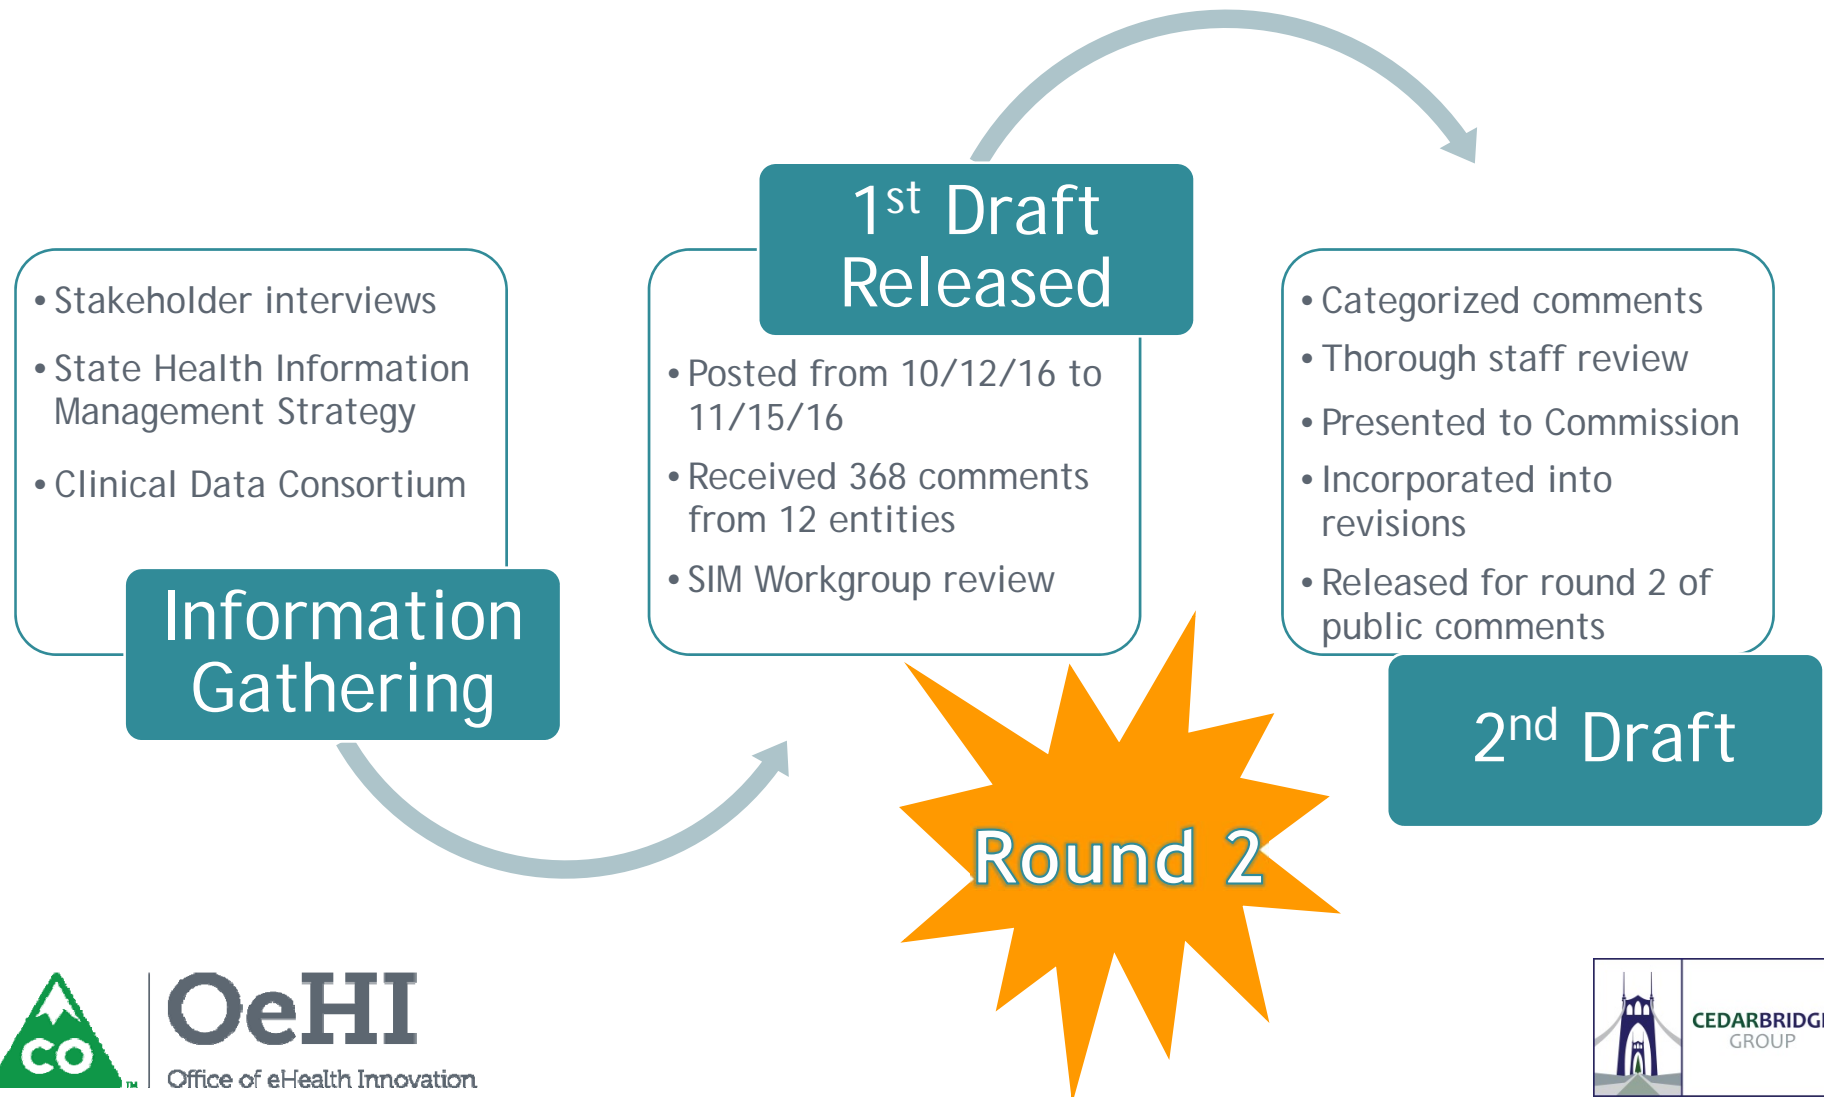 • Stakeholder interviews
• State Health Information
Management Strategy
• Clinical Data Consortium
Information
Gathering
1st Draft
Released
• Posted from 10/12/16 to
11/15/16
• Received 368 comments
from 12 entities
• SIM Workgroup review
• Categorized comments
• Thorough staff review
• Presented to Commission
• Incorporated into
revisions
• Released for round 2 of
public comments
2nd Draft
Round 2
CO
TM
OeHI
Office of eHealth Innovation
CEDARBRIDGE
GROUP